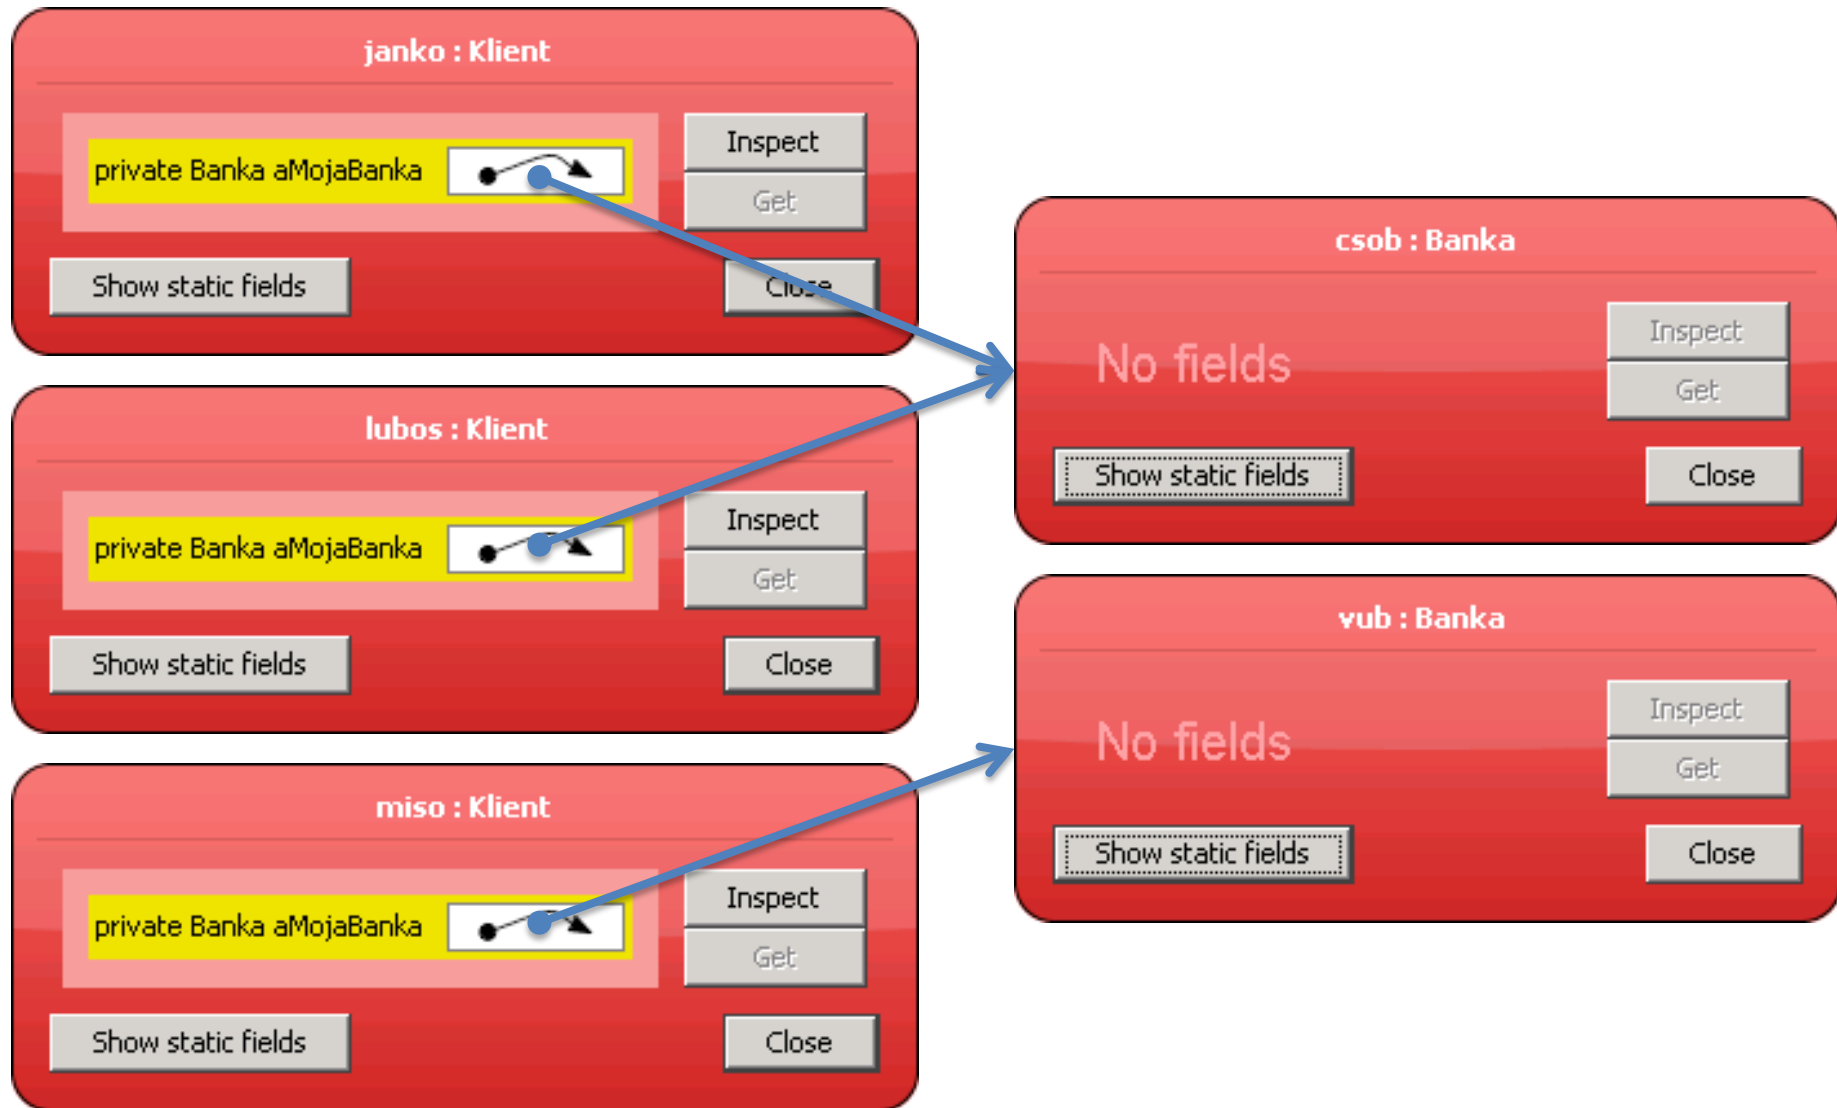 janko : Klient
private Banka aMojaBanka
Inspect
Get
Show static fields
Close
lubos : Klient
private Banka aMojaBanka
Inspect
Get
Show static fields
Close
miso : Klient
private Banka aMojaBanka
Inspect
Get
Show static fields
Close
csob : Banka
No fields
Inspect
Get
Show static fields
Close
vub : Banka
No fields
Inspect
Get
Show static fields
Close